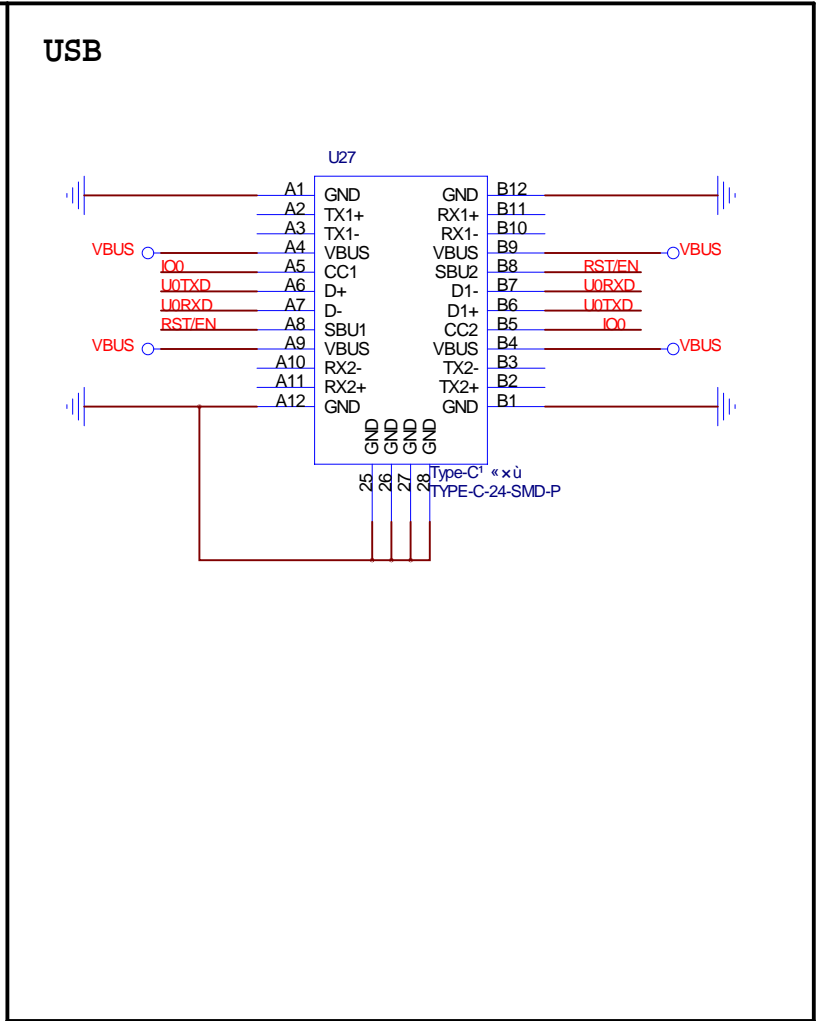 USB
U27
A1 GND GND B12
A2 TX1+ RX1+ B11
A3 TX1- RX1- B10
VBUS A4 VBUS VBUS B9 VBUS
IO0 A5 CC1 SBU2 B8 RST/EN
U0TXD A6 D+ D1- B7 U0RXD
U0RXD A7 D- D1+ B6 U0TXD
RST/EN A8 SBU1 CC2 B5 IO0
VBUS A9 VBUS VBUS B4 VBUS
A10 RX2- TX2- B3
A11 RX2+ TX2+ B2
A12 GND GND B1
GND GND GND GND
25 26 27 28
Type-C¹ «×ù
TYPE-C-24-SMD-P